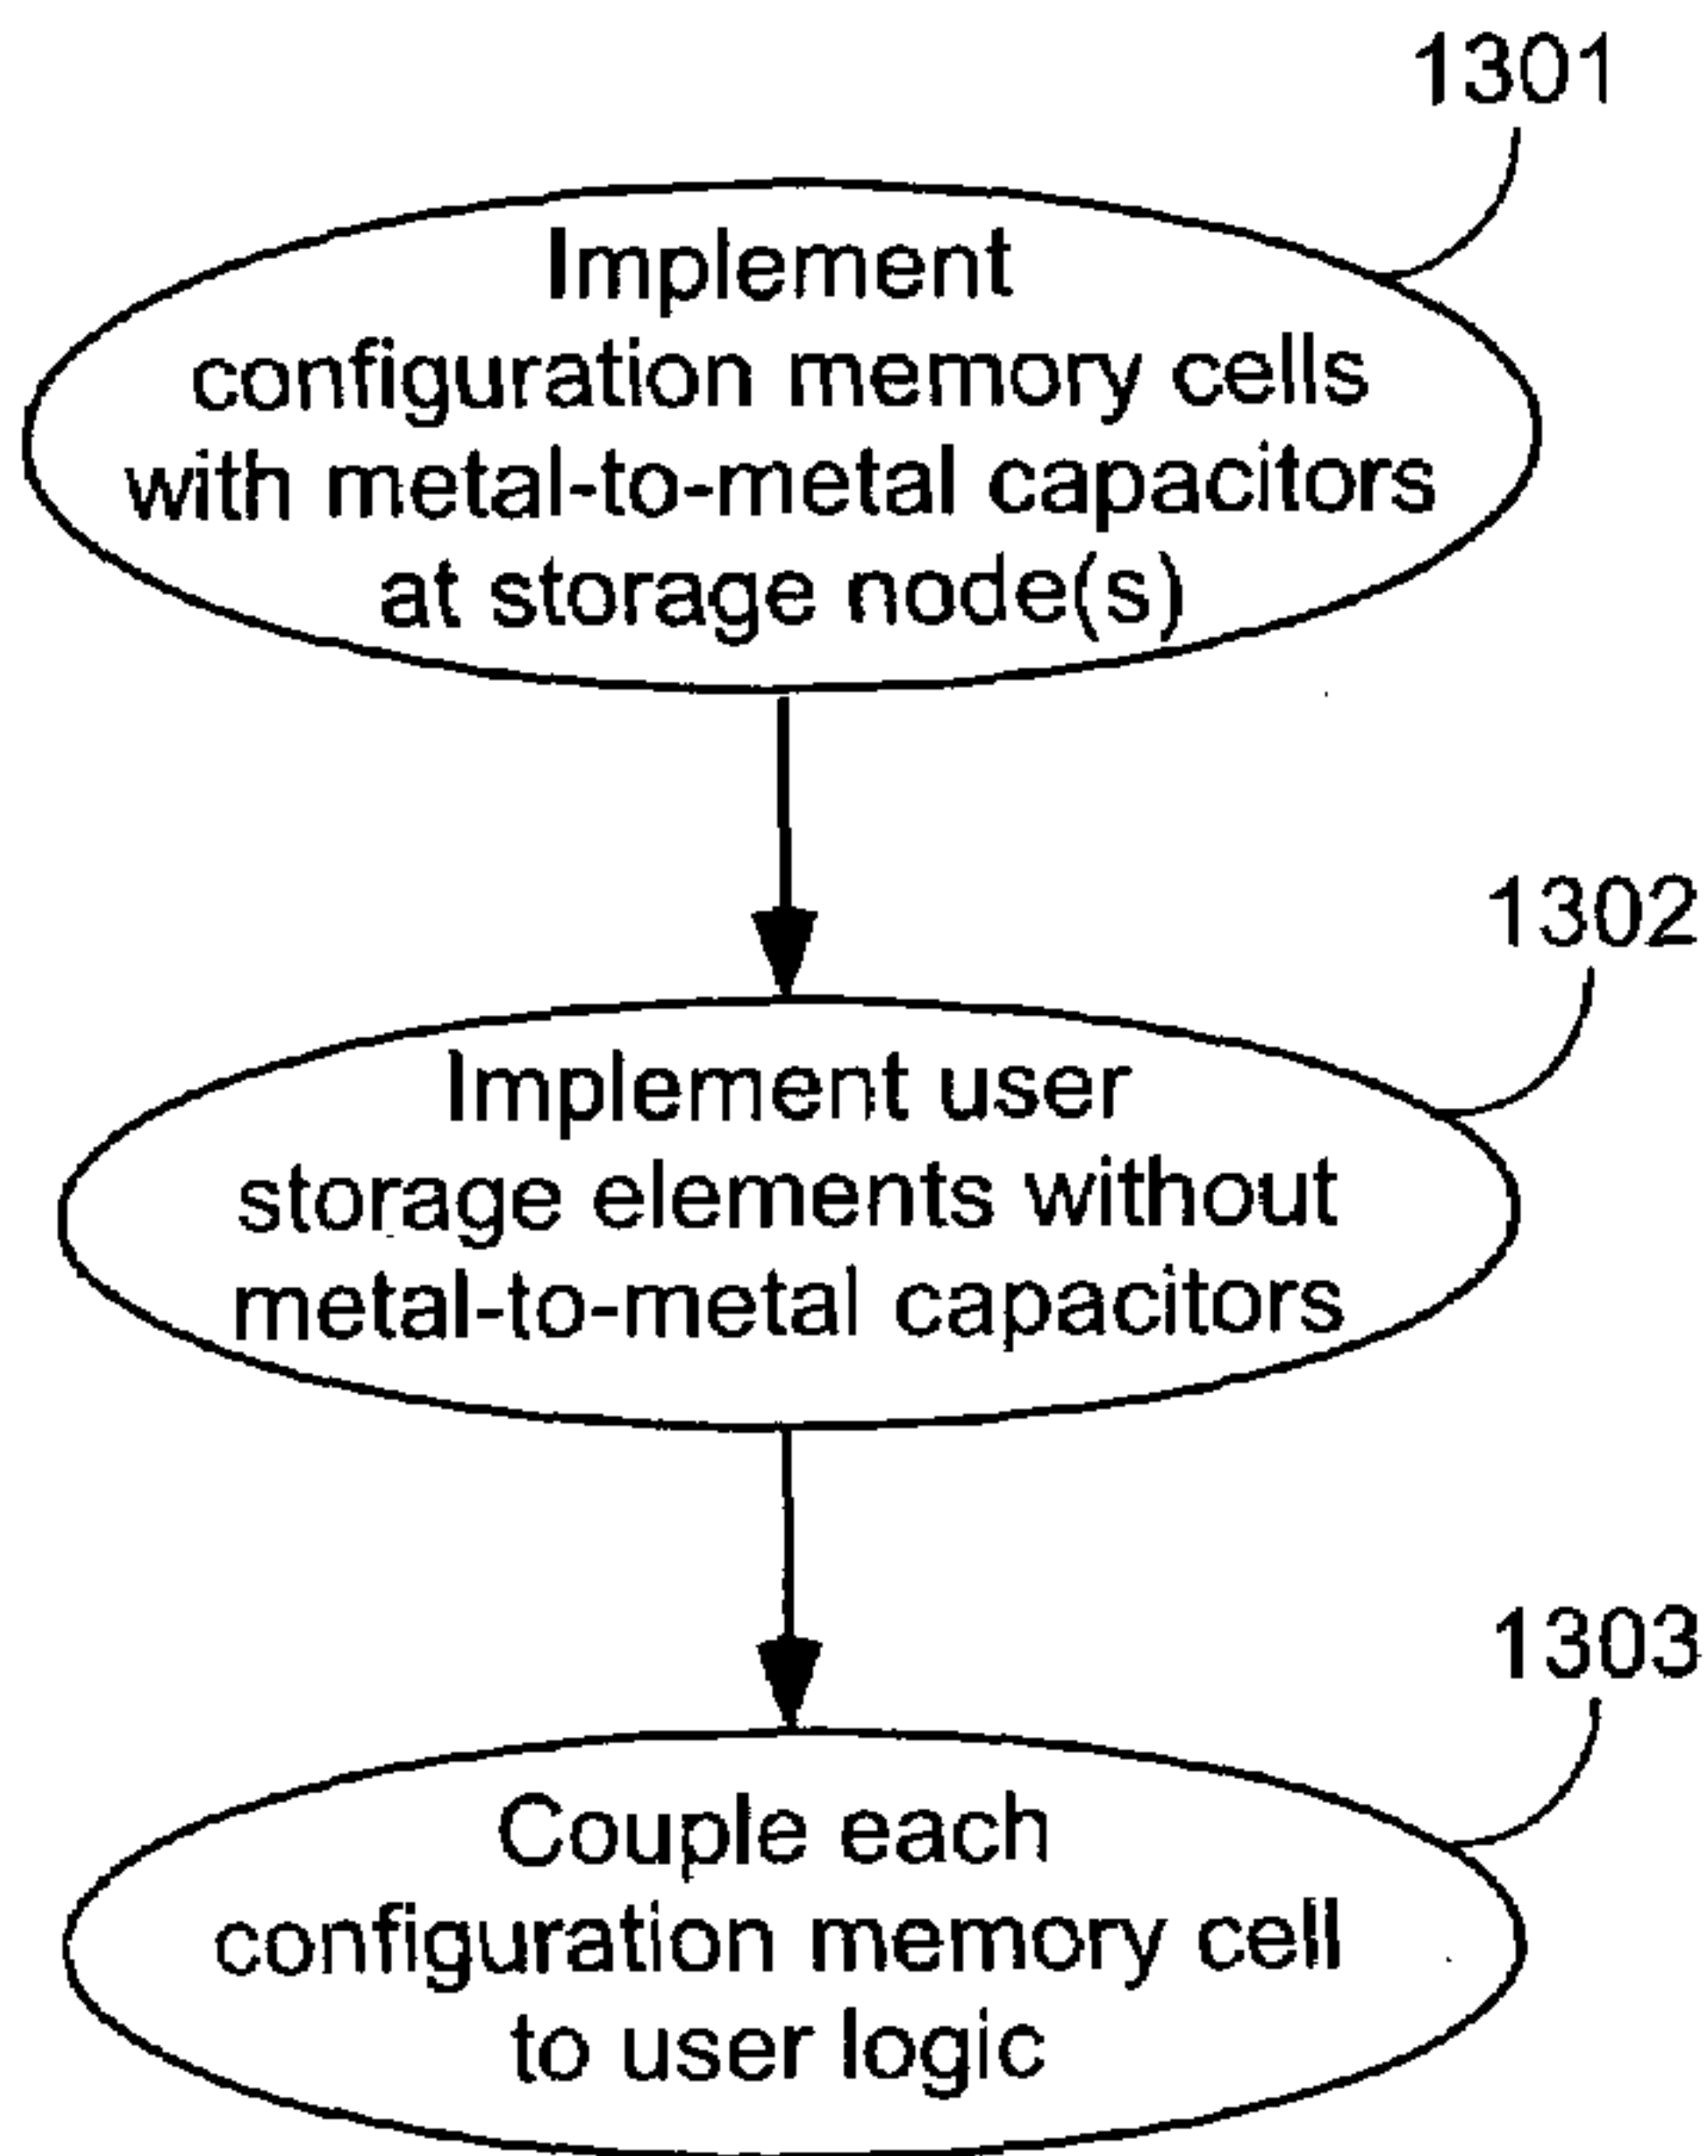 1301
Implement
configuration memory cells
with metal-to-metal capacitors
at storage node(s)
1302
Implement user
storage elements without
metal-to-metal capacitors
1303
Couple each
configuration memory cell
to user logic